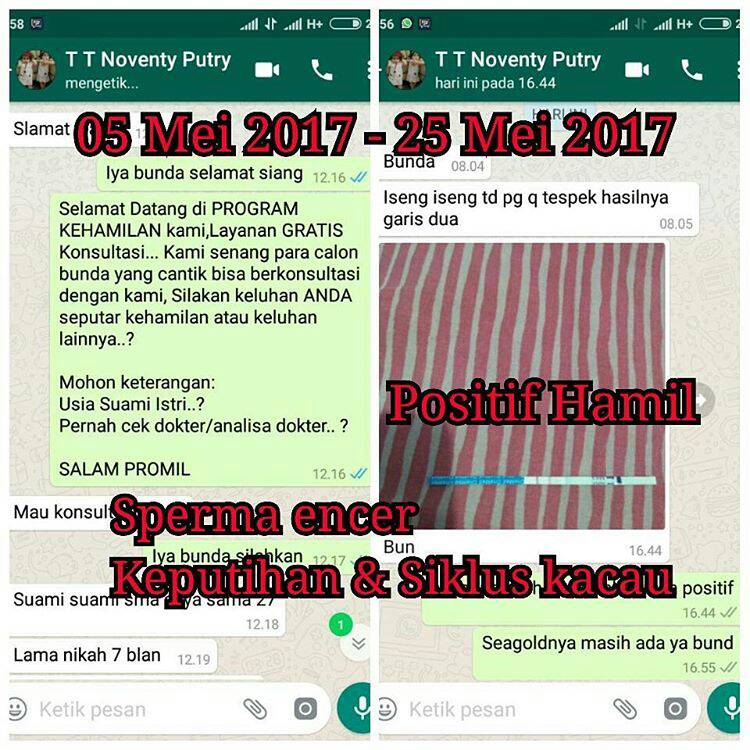 58
H+
T T Noventy Putry
mengetik...
Slamat
Iya bunda selamat siang 12.16
Selamat Datang di PROGRAM
KEHAMILAN kami,Layanan GRATIS
Konsultasi... Kami senang para calon
bunda yang cantik bisa berkonsultasi
dengan kami, Silakan keluhan ANDA
seputar kehamilan atau keluhan
lainnya..?
Mohon keterangan:
Usia Suami Istri..?
Pernah cek dokter/analisa dokter.. ?
SALAM PROMIL 12.16
Mau konsult
Iya bunda silahkan 12.17
Suami suami sma saya sama 27
12.18
1
Lama nikah 7 blan 12.19
Ketik pesan
56
H+ 2
T T Noventy Putry
hari ini pada 16.44
HARI INI
Bunda 08.04
Iseng iseng td pg q tespek hasilnya
garis dua
08.05
Bun 16.44
positif
16.44
Seagoldnya masih ada ya bund
16.55
Ketik pesan
05 Mei 2017 - 25 Mei 2017
Positif Hamil
Sperma encer
Keputihan & Siklus kacau